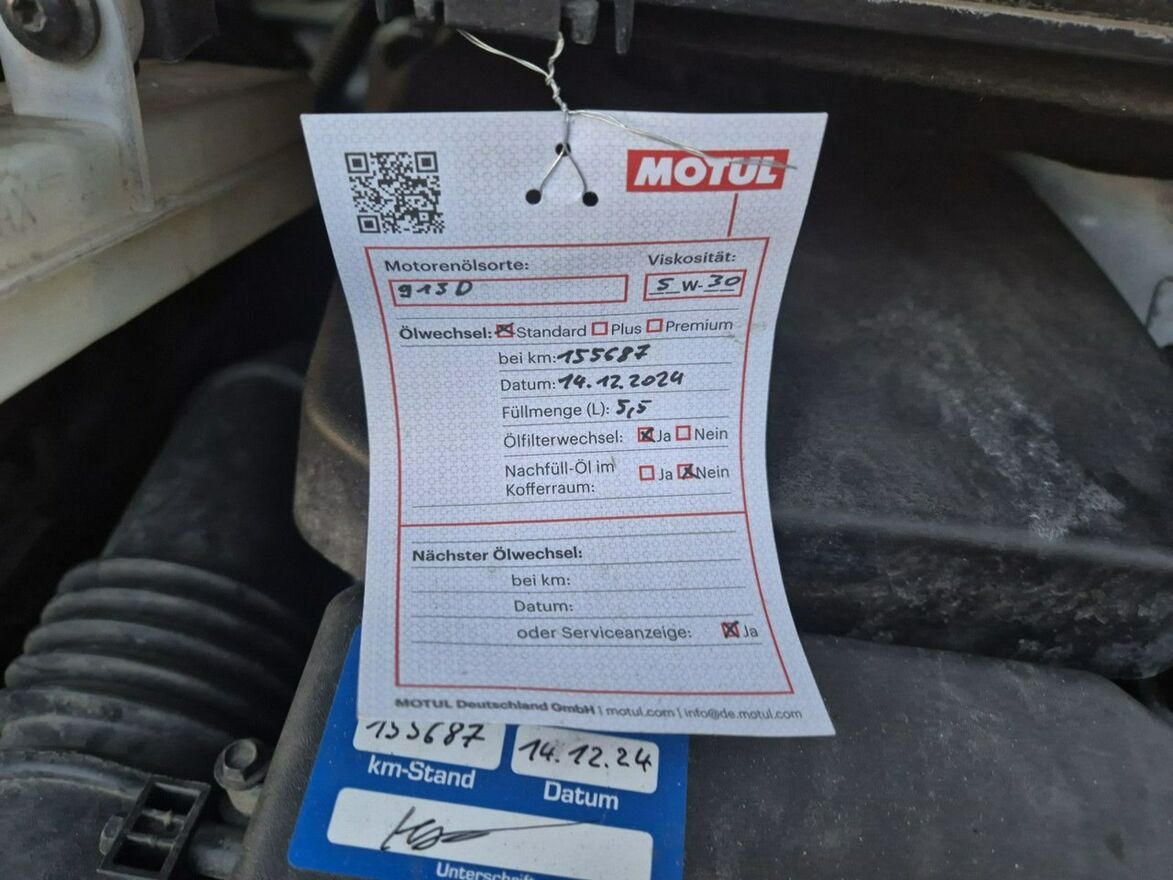 MOTUL
Motorenölsorte: Viskosität:
913D 5 W-30
Ölwechsel: Standard Plus Premium
bei km: 155687
Datum: 14.12.2024
Füllmenge (L): 5,5
Ölfilterwechsel: Ja Nein
Nachfüll-Öl im Ja Nein
Kofferraum:
Nächster Ölwechsel:
bei km:
Datum:
oder Serviceanzeige: Ja
MOTUL Deutschland GmbH | motul.com | info@de.motul.com
155687 14.12.24
km-Stand Datum
Unterschrift